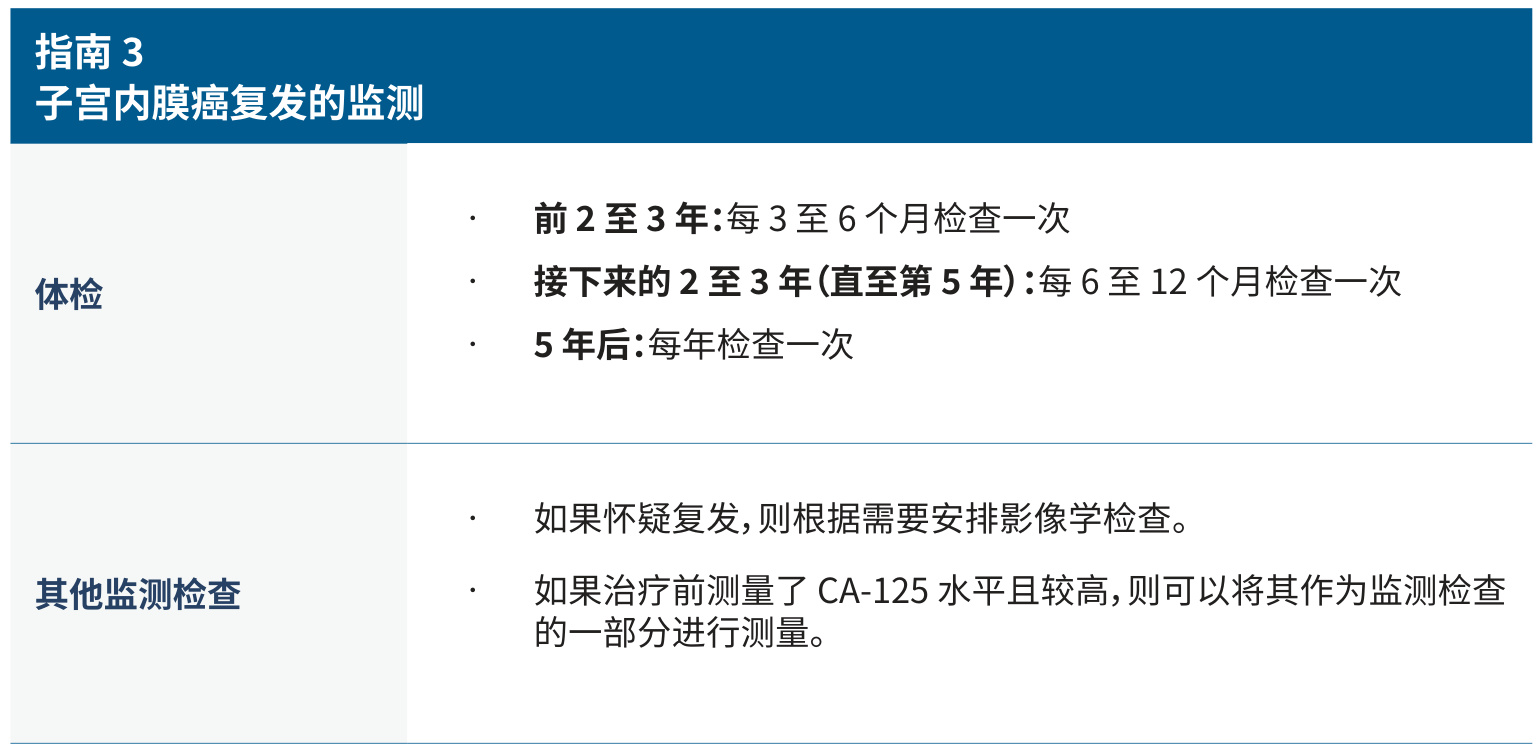 指南 3
子宫内膜癌复发的监测
体检
· 前 2 至 3 年：每 3 至 6 个月检查一次
· 接下来的 2 至 3 年（直至第 5 年）：每 6 至 12 个月检查一次
· 5 年后：每年检查一次
其他监测检查
· 如果怀疑复发，则根据需要安排影像学检查。
· 如果治疗前测量了 CA-125 水平且较高，则可以将其作为监测检查
的一部分进行测量。